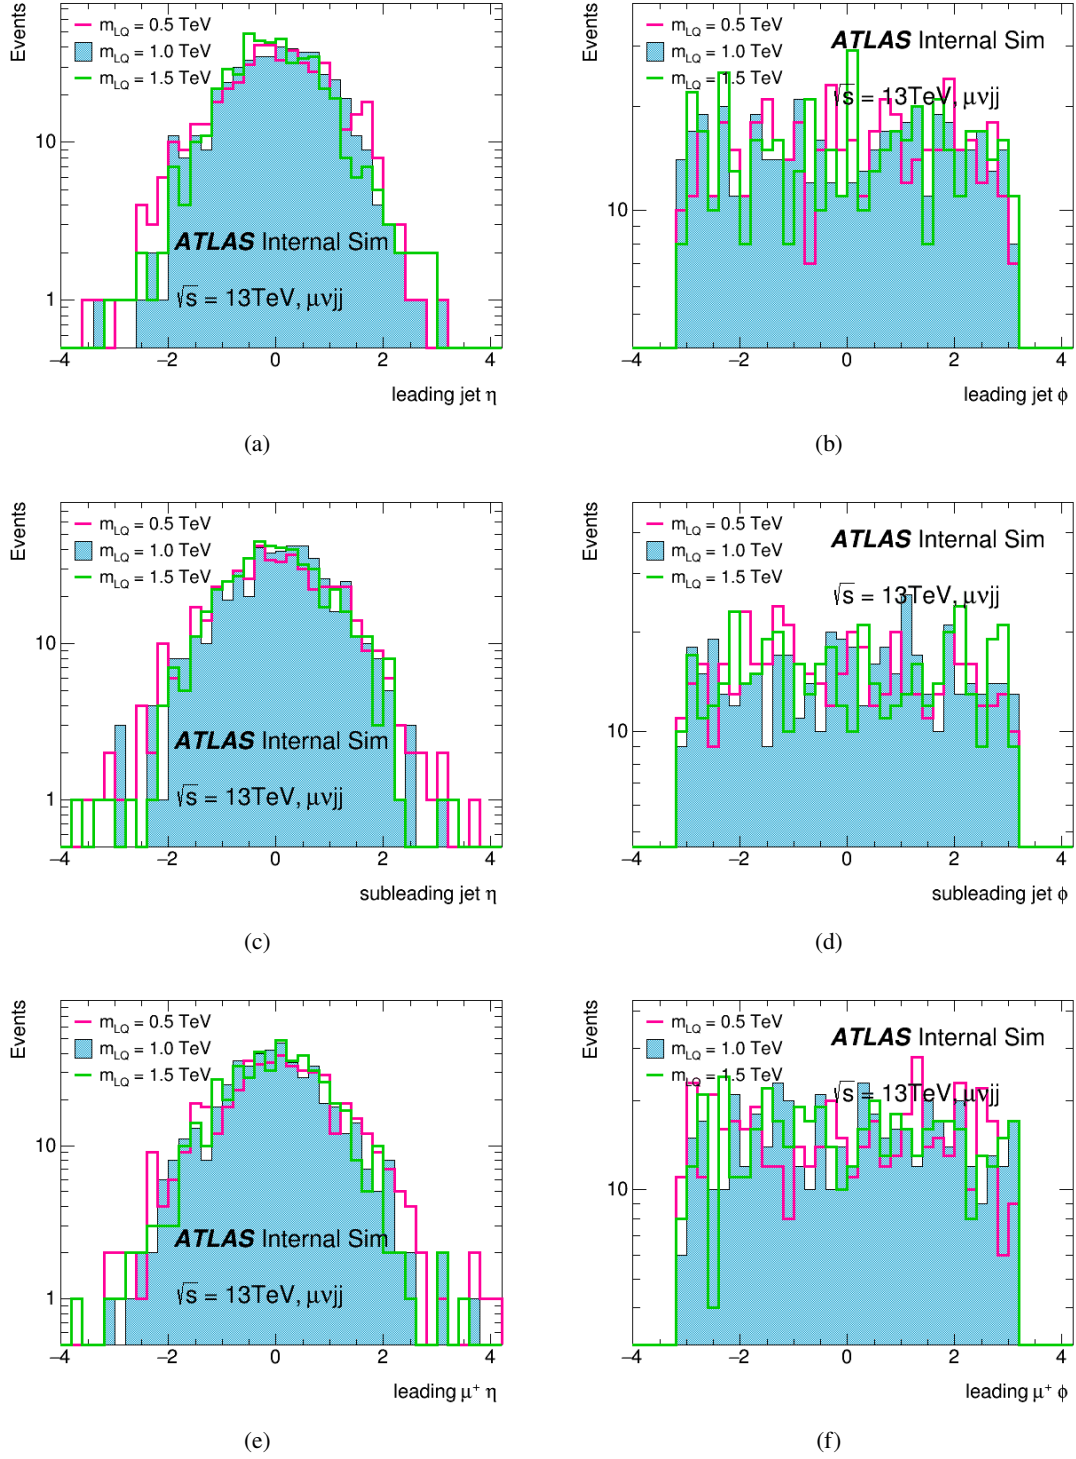 Events
m_LQ = 0.5 TeV
m_LQ = 1.0 TeV
m_LQ = 1.5 TeV
10
1
ATLAS Internal Sim
√s = 13TeV, μνjj
−4 −2 0 2 4
leading jet η
(a)
Events
m_LQ = 0.5 TeV
m_LQ = 1.0 TeV
m_LQ = 1.5 TeV
ATLAS Internal Sim
√s = 13TeV, μνjj
10
−4 −2 0 2 4
leading jet ϕ
(b)
Events
m_LQ = 0.5 TeV
m_LQ = 1.0 TeV
m_LQ = 1.5 TeV
10
1
ATLAS Internal Sim
√s = 13TeV, μνjj
−4 −2 0 2 4
subleading jet η
(c)
Events
m_LQ = 0.5 TeV
m_LQ = 1.0 TeV
m_LQ = 1.5 TeV
ATLAS Internal Sim
√s = 13TeV, μνjj
10
−4 −2 0 2 4
subleading jet ϕ
(d)
Events
m_LQ = 0.5 TeV
m_LQ = 1.0 TeV
m_LQ = 1.5 TeV
10
1
ATLAS Internal Sim
√s = 13TeV, μνjj
−4 −2 0 2 4
leading μ⁺ η
(e)
Events
m_LQ = 0.5 TeV
m_LQ = 1.0 TeV
m_LQ = 1.5 TeV
ATLAS Internal Sim
√s = 13TeV, μνjj
10
−4 −2 0 2 4
leading μ⁺ ϕ
(f)